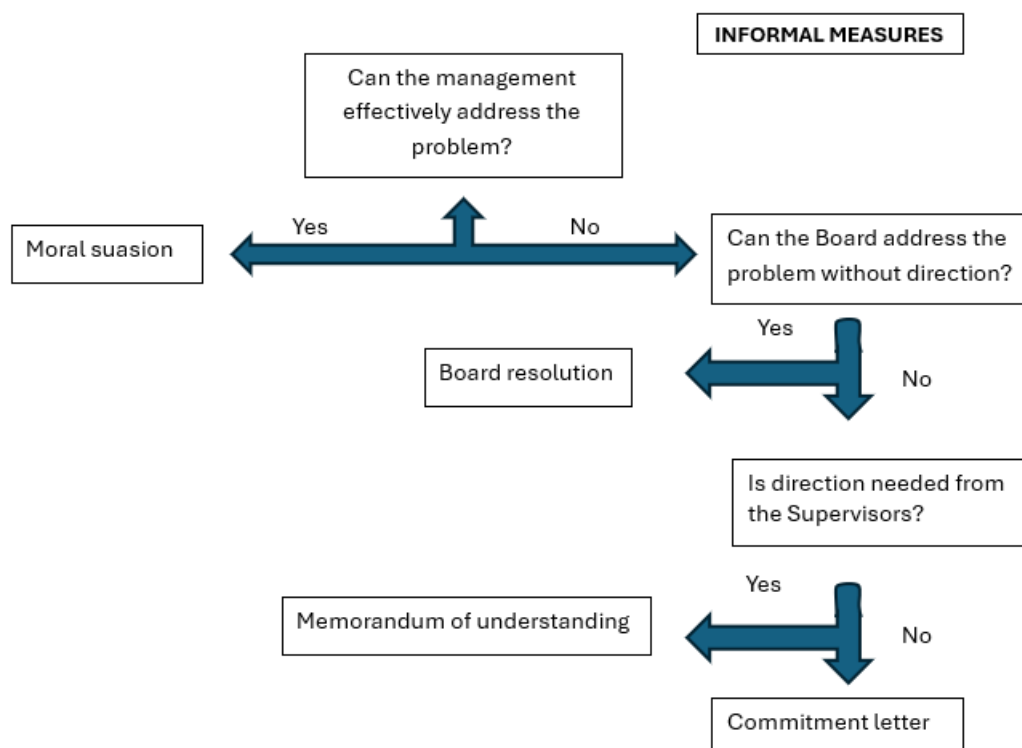 INFORMAL MEASURES
Can the management
effectively address the
problem?
Yes
No
Moral suasion
Can the Board address the
problem without direction?
Yes
Board resolution
No
Is direction needed from
the Supervisors?
Yes
Memorandum of understanding
No
Commitment letter